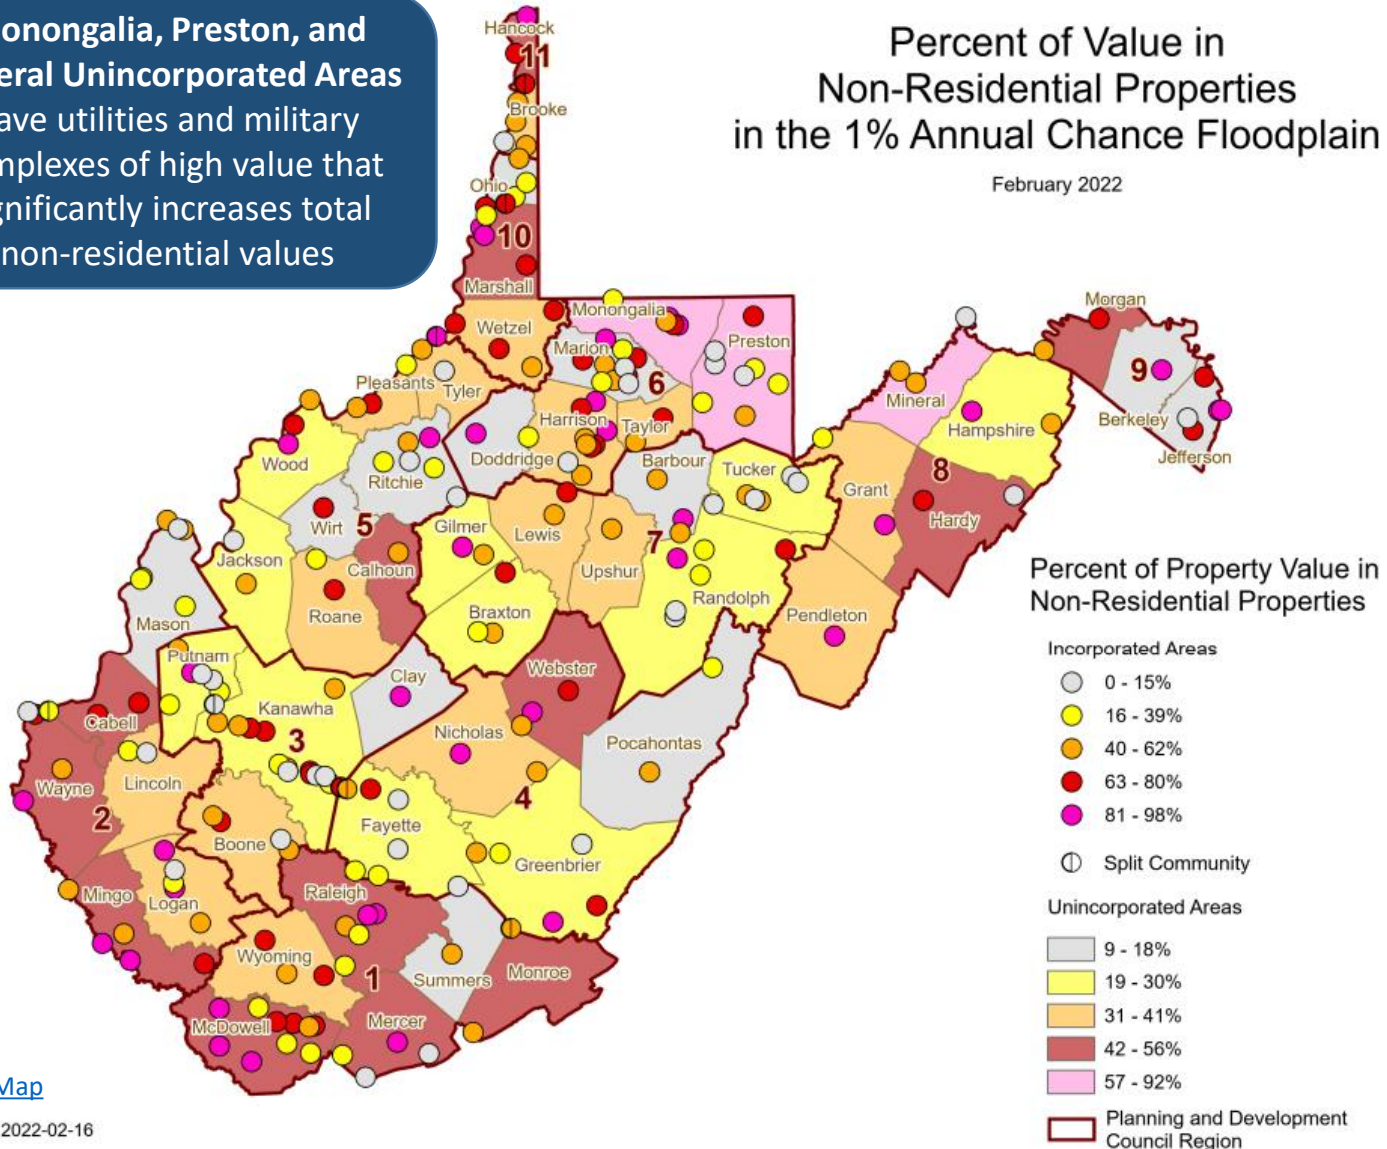 onongalia, Preston, and
eral Unincorporated Areas
ave utilities and military
mplexes of high value that
gnificantly increases total
non-residential values
Percent of Value in
Non-Residential Properties
in the 1% Annual Chance Floodplain
February 2022
Hancock
11
Brooke
Ohio
10
Marshall
Wetzel
Monongalia
Preston
Marion
6
Morgan
9
Berkeley
Jefferson
Pleasants
Tyler
Mineral
Hampshire
Harrison
Taylor
Wood
Doddridge
Barbour
Tucker
Ritchie
8
Grant
Hardy
Wirt
5
Gilmer
Lewis
7
Jackson
Calhoun
Upshur
Randolph
Roane
Braxton
Pendleton
Mason
Putnam
Clay
Webster
Cabell
Kanawha
3
Nicholas
Pocahontas
Wayne
2
Lincoln
4
Boone
Fayette
Greenbrier
Mingo
Logan
Raleigh
Wyoming
1
Summers
Monroe
McDowell
Mercer
Percent of Property Value in
Non-Residential Properties
Incorporated Areas
0 - 15%
16 - 39%
40 - 62%
63 - 80%
81 - 98%
Split Community
Unincorporated Areas
9 - 18%
19 - 30%
31 - 41%
42 - 56%
57 - 92%
Planning and Development
Council Region
Map
2022-02-16